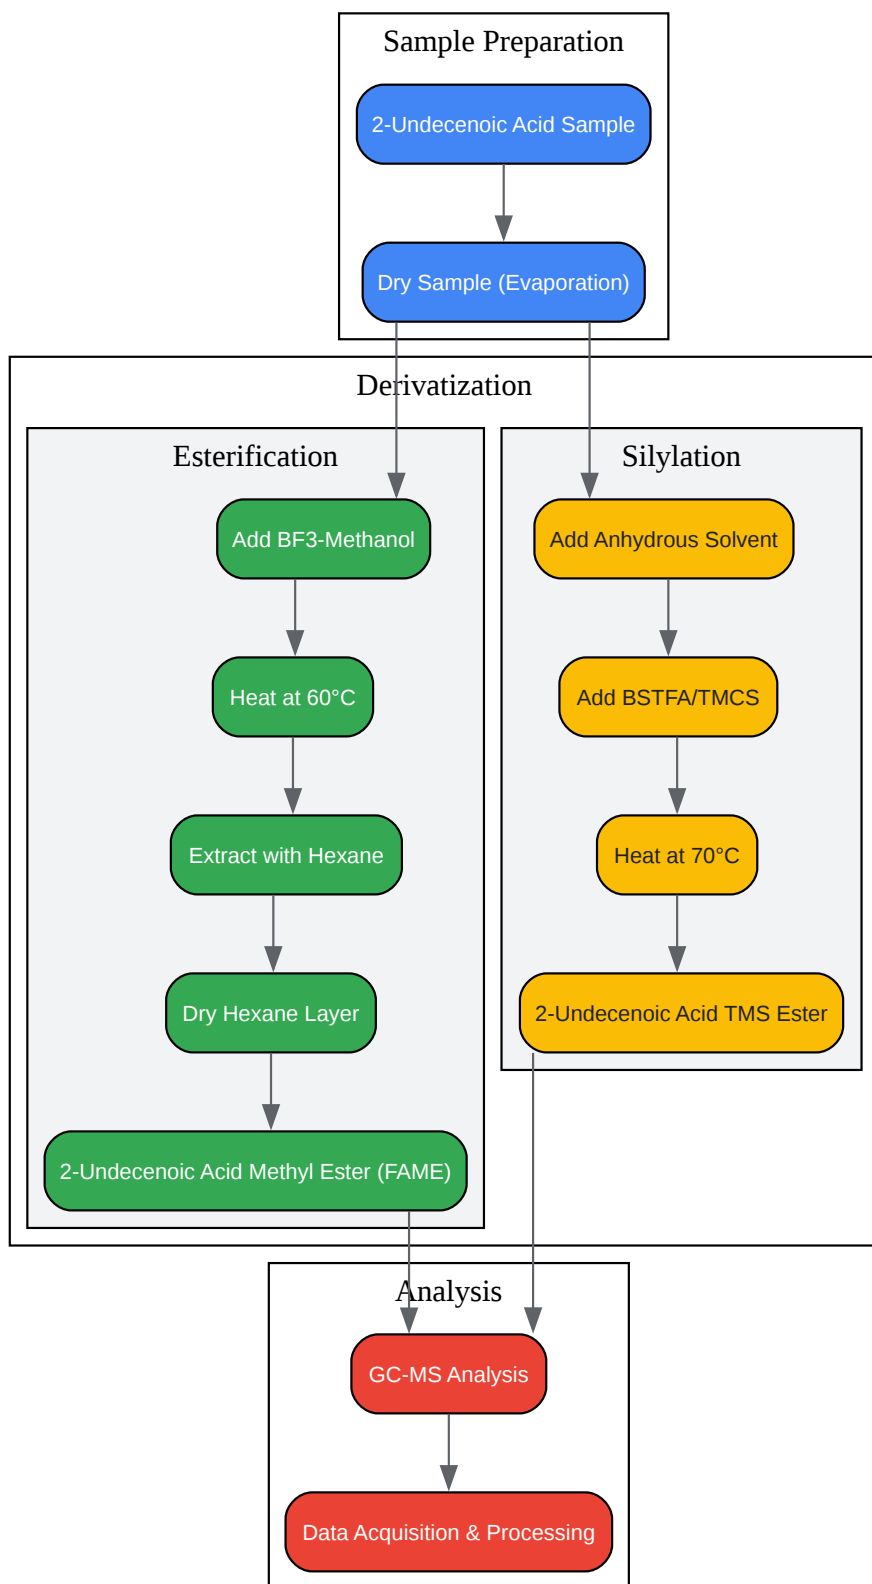 Sample Preparation
2-Undecenoic Acid Sample
Dry Sample (Evaporation)
Derivatization
Esterification
Add BF3-Methanol
Heat at 60°C
Extract with Hexane
Dry Hexane Layer
2-Undecenoic Acid Methyl Ester (FAME)
Silylation
Add Anhydrous Solvent
Add BSTFA/TMCS
Heat at 70°C
2-Undecenoic Acid TMS Ester
Analysis
GC-MS Analysis
Data Acquisition & Processing